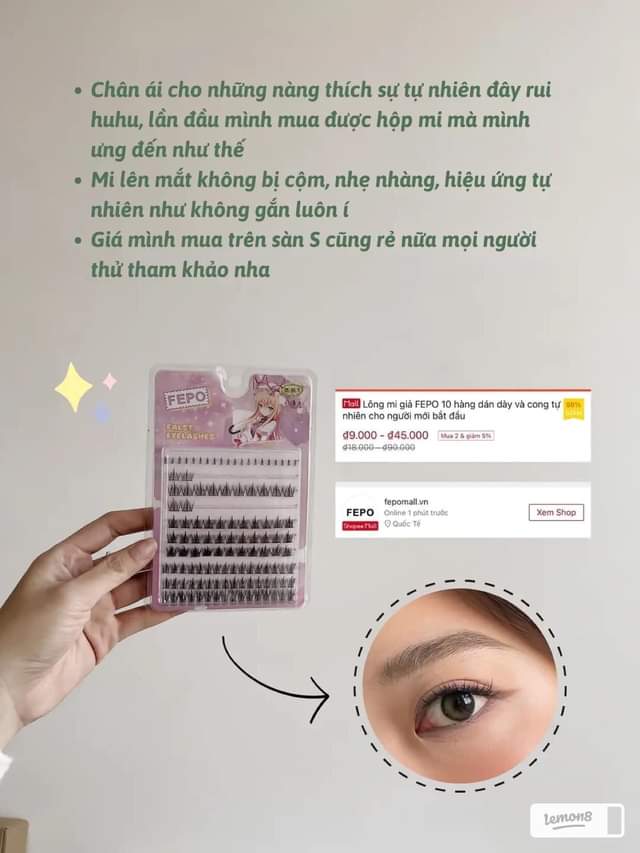 Chân ái cho những nàng thích sự tự nhiên đây rui
huhu, lần đầu mình mua được hộp mi mà mình
ưng đến như thế
Mi lên mắt không bị cộm, nhẹ nhàng, hiệu ứng tự
nhiên như không gắn luôn í
Giá mình mua trên sàn S cũng rẻ nữa mọi người
thử tham khảo nha
FEPO
FALST
EYELASHES
Mall Lông mi giả FEPO 10 hàng dán dày và cong tự
nhiên cho người mới bắt đầu
50%
₫9.000 - ₫45.000 Mua 2 & giảm 5%
₫18.000 - ₫90.000
FEPO
Shopee Mall
fepomall.vn
Online 1 phút trước
Quốc Tế
Xem Shop
lemon8